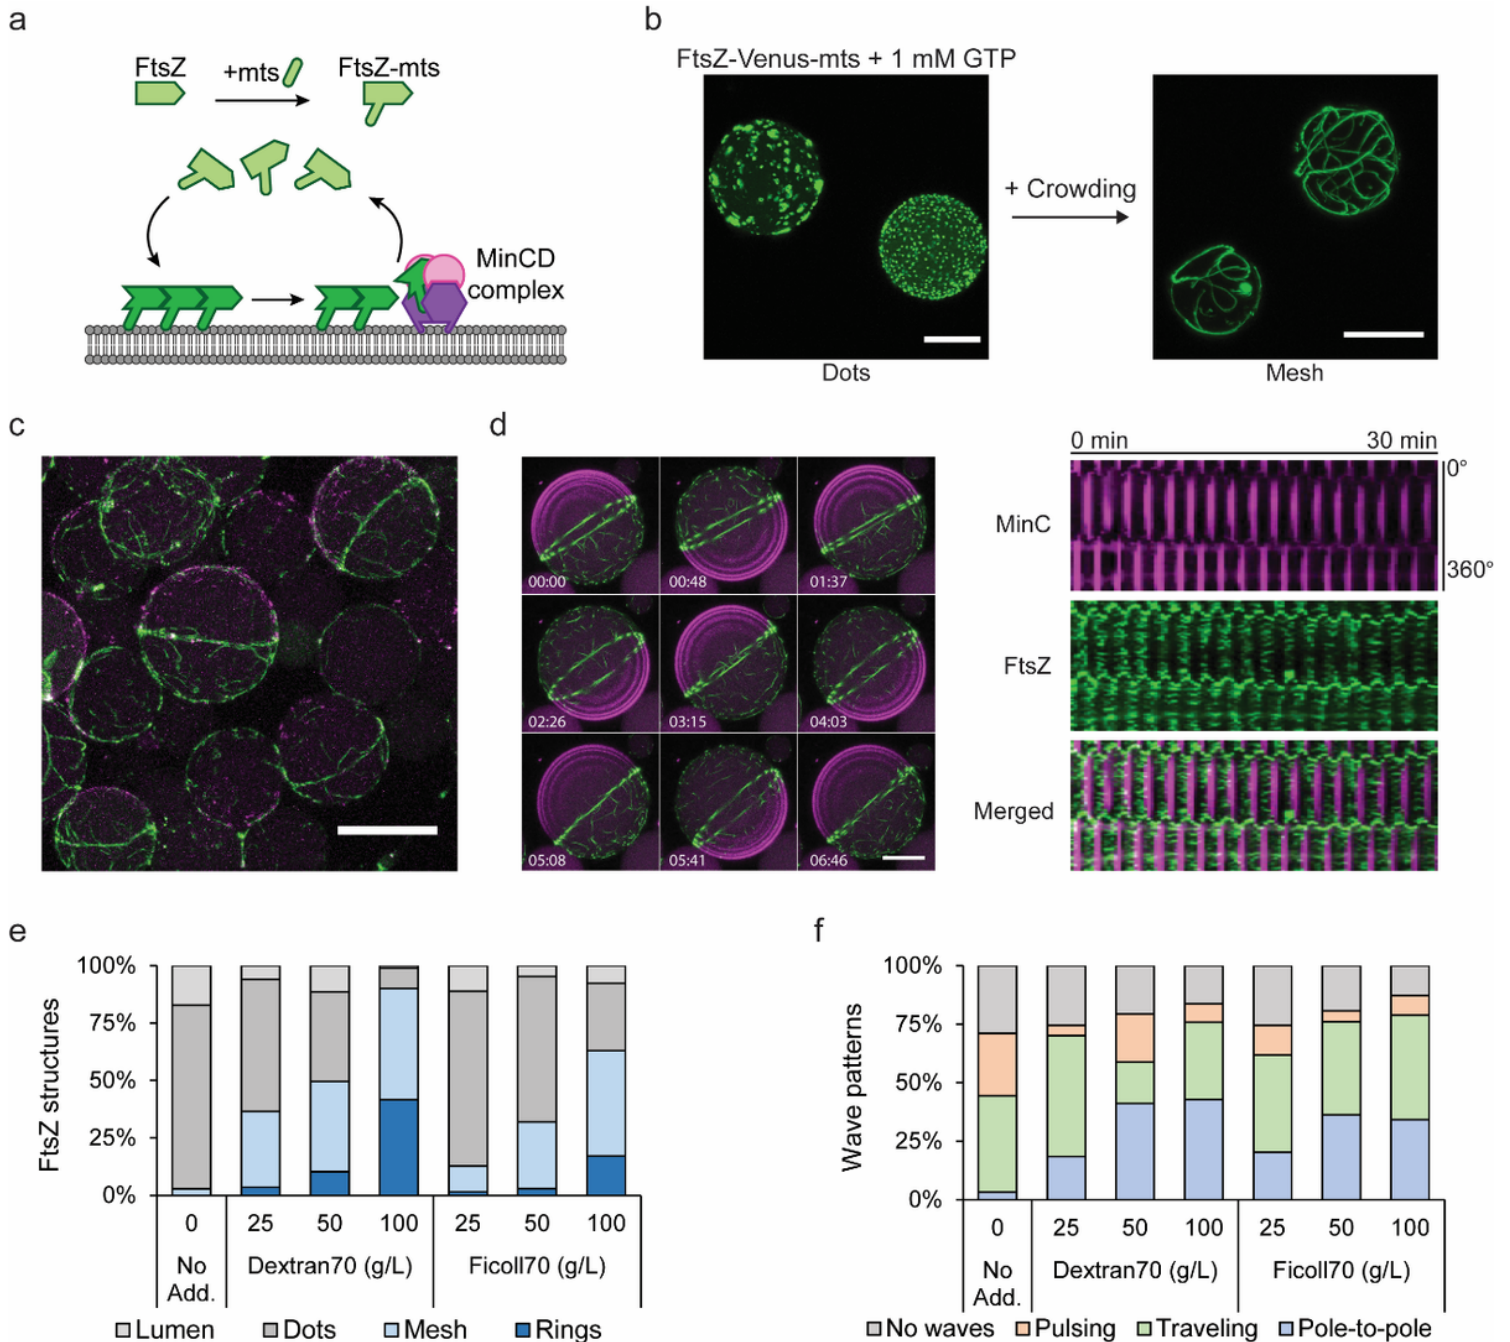 a
FtsZ
+mts
FtsZ-mts
MinCD
complex
b
FtsZ-Venus-mts + 1 mM GTP
+ Crowding
Dots
Mesh
c
d
00:00
00:48
01:37
02:26
03:15
04:03
05:08
05:41
06:46
0 min
30 min
MinC
0°
360°
FtsZ
Merged
e
FtsZ structures
100%
75%
50%
25%
0%
0
25
50
100
25
50
100
No
Add.
Dextran70 (g/L)
Ficoll70 (g/L)
Lumen
Dots
Mesh
Rings
f
Wave patterns
100%
75%
50%
25%
0%
0
25
50
100
25
50
100
No
Add.
Dextran70 (g/L)
Ficoll70 (g/L)
No waves
Pulsing
Traveling
Pole-to-pole